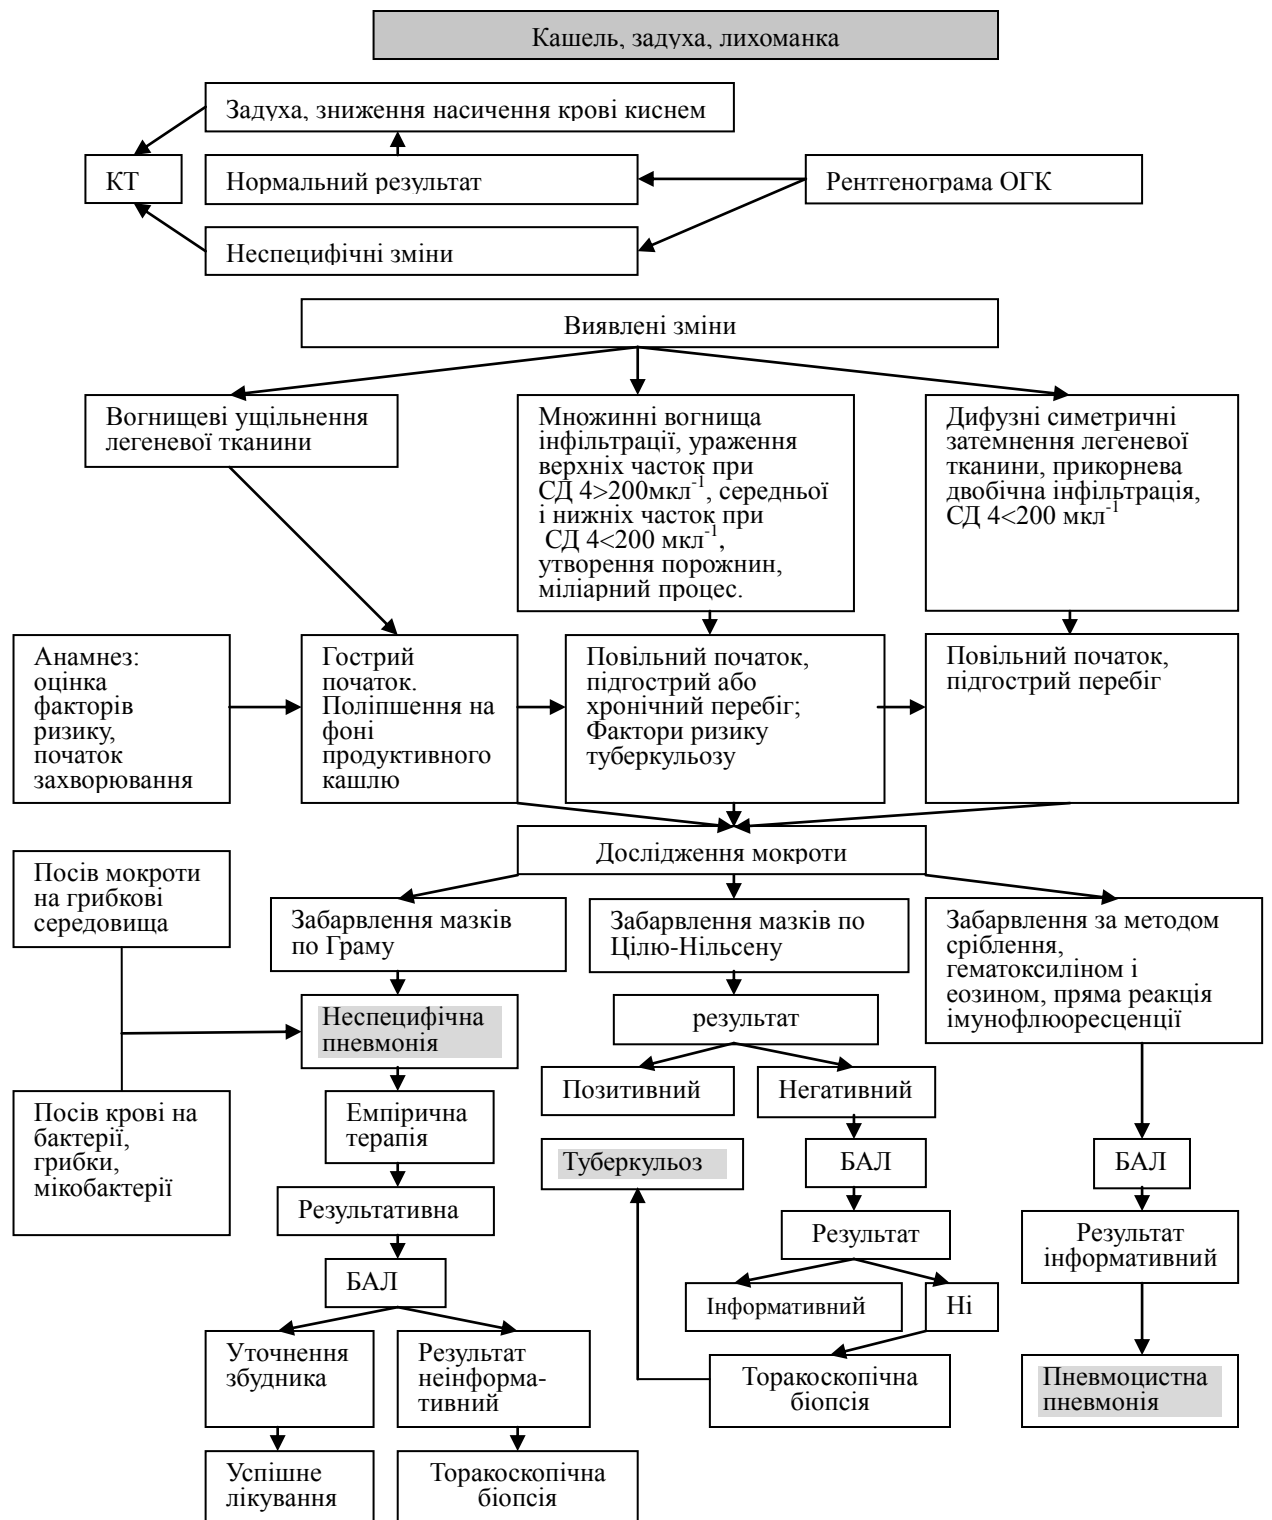 Кашель, задуха, лихоманка
Задуха, зниження насичення крові киснем
КТ
Нормальний результат
Рентгенограма ОГК
Неспецифічні зміни
Виявлені зміни
Вогнищеві ущільнення
легеневої тканини
Множинні вогнища
інфільтрації, ураження
верхніх часток при
СД 4>200мкл⁻¹, середньої
і нижніх часток при
СД 4<200 мкл⁻¹,
утворення порожнин,
міліарний процес.
Дифузні симетричні
затемнення легеневої
тканини, прикорнева
двобічна інфільтрація,
СД 4<200 мкл⁻¹
Анамнез:
оцінка
факторів
ризику,
початок
захворювання
Гострий
початок.
Поліпшення на
фоні
продуктивного
кашлю
Повільний початок,
підгострий або
хронічний перебіг;
Фактори ризику
туберкульозу
Повільний початок,
підгострий перебіг
Дослідження мокроти
Посів мокроти
на грибкові
середовища
Забарвлення мазків
по Граму
Забарвлення мазків по
Цілю-Нільсену
Забарвлення за методом
сріблення,
гематоксиліном і
еозином, пряма реакція
імунофлюоресценції
Неспецифічна
пневмонія
результат
Позитивний
Негативний
Посів крові на
бактерії,
грибки,
мікобактерії
Емпірична
терапія
Туберкульоз
БАЛ
БАЛ
Результативна
Результат
Результат
інформативний
БАЛ
Інформативний
Ні
Уточнення
збудника
Результат
неінформа-
тивний
Торакоскопічна
біопсія
Пневмоцистна
пневмонія
Успішне
лікування
Торакоскопічна
біопсія